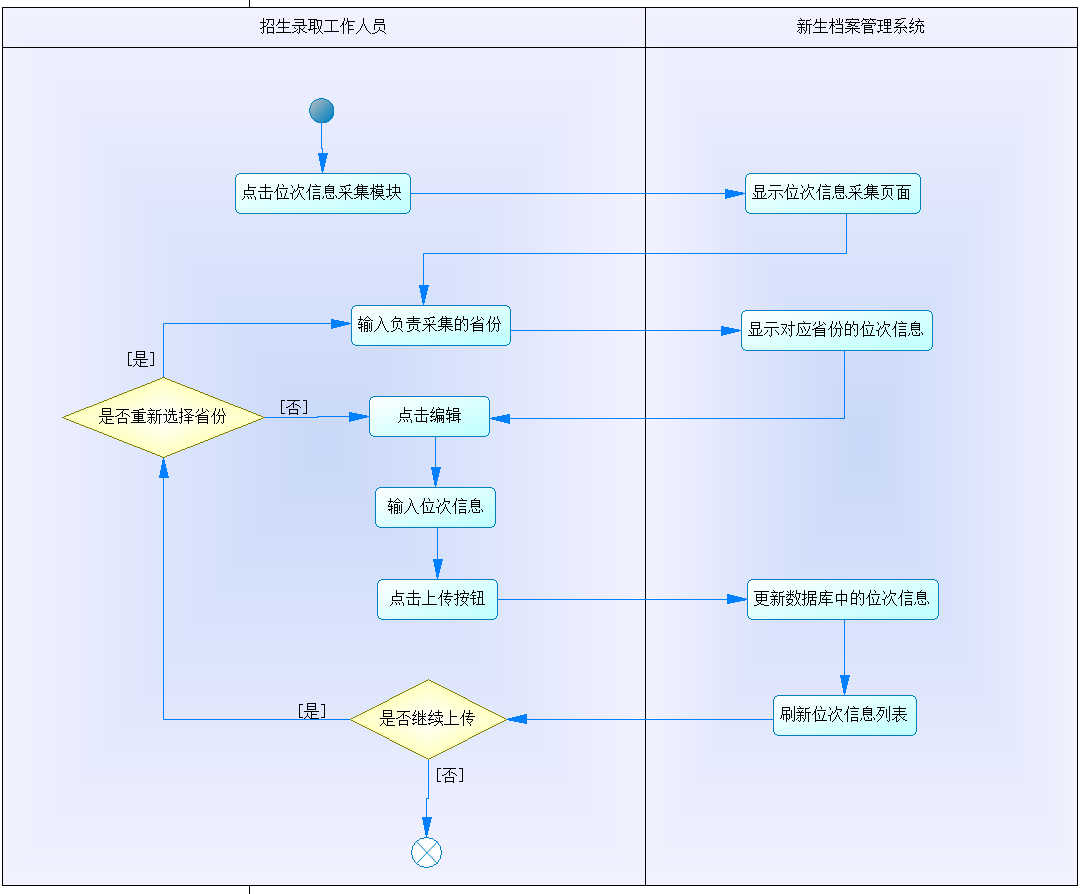 招生录取工作人员
新生档案管理系统
点击位次信息采集模块
显示位次信息采集页面
输入负责采集的省份
显示对应省份的位次信息
[是]
是否重新选择省份
[否]
点击编辑
输入位次信息
点击上传按钮
更新数据库中的位次信息
[是]
是否继续上传
刷新位次信息列表
[否]